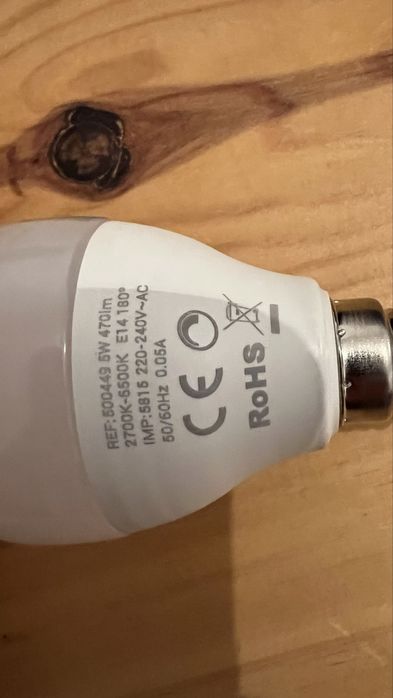 REF:500449 5W 470lm
2700K-6500K E14 180°
IMP:5815 220-240V~AC
50/60Hz 0.05A
CE
RoHS